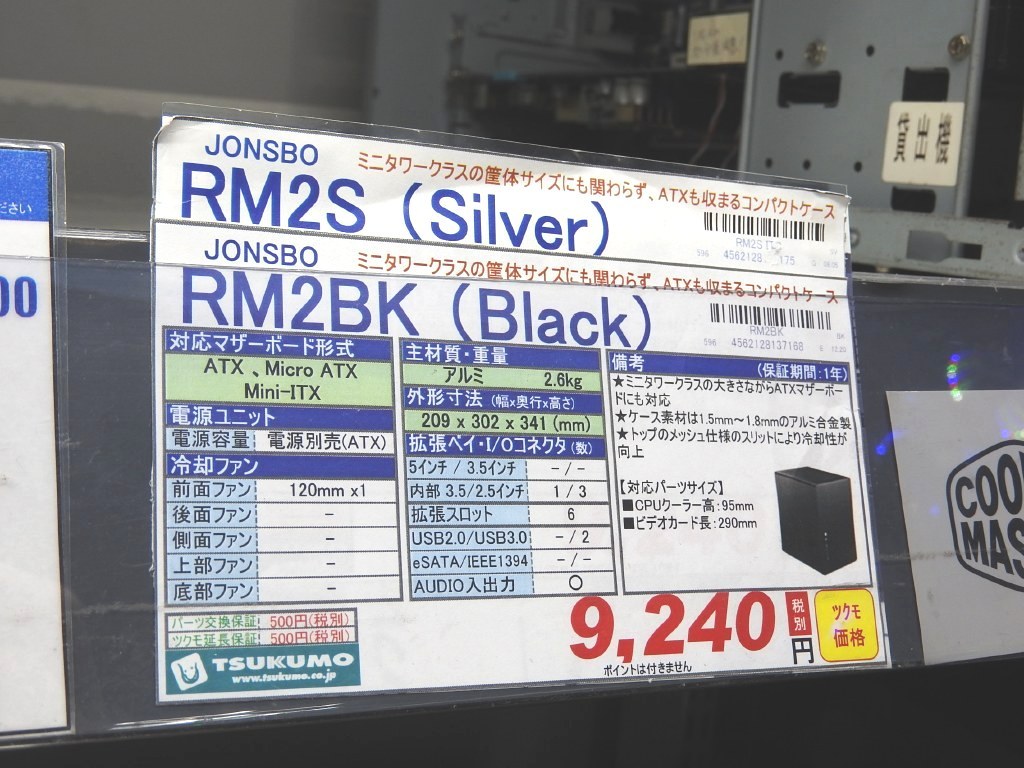 貸出機
ださい
00
JONSBO
ミニタワークラスの筐体サイズにも関わらず、ATXも収まるコンパクトケース
RM2S (Silver)
RM2S
596 4562128
JONSBO
ミニタワークラスの筐体サイズにも関わらず、ATXも収まるコンパクトケース
RM2BK (Black)
RM2BK
596 4562128137168
対応マザーボード形式
ATX 、Micro ATX
Mini-ITX
電源ユニット
電源容量 電源別売(ATX)
冷却ファン
前面ファン 120mm x1
後面ファン -
側面ファン -
上部ファン -
底部ファン -
主材質・重量
アルミ 2.6kg
外形寸法 (幅x奥行x高さ)
209 x 302 x 341 (mm)
拡張ベイ・I/Oコネクタ (数)
5インチ / 3.5インチ - / -
内部 3.5/2.5インチ 1 / 3
拡張スロット 6
USB2.0/USB3.0 - / 2
eSATA/IEEE1394 - / -
AUDIO入出力 〇
備考 (保証期間:1年)
★ミニタワークラスの大きさながらATXマザーボー
ドにも対応
★ケース素材は1.5mm～1.8mmのアルミ合金製
★トップのメッシュ仕様のスリットにより冷却性が
向上
【対応パーツサイズ】
■CPUクーラー高:95mm
■ビデオカード長:290mm
パーツ交換保証 500円(税別)
ツクモ延長保証 500円(税別)
TSUKUMO
www.tsukumo.co.jp
9,240 税別 円
ポイントは付きません
ツクモ
価格
COO
MAS